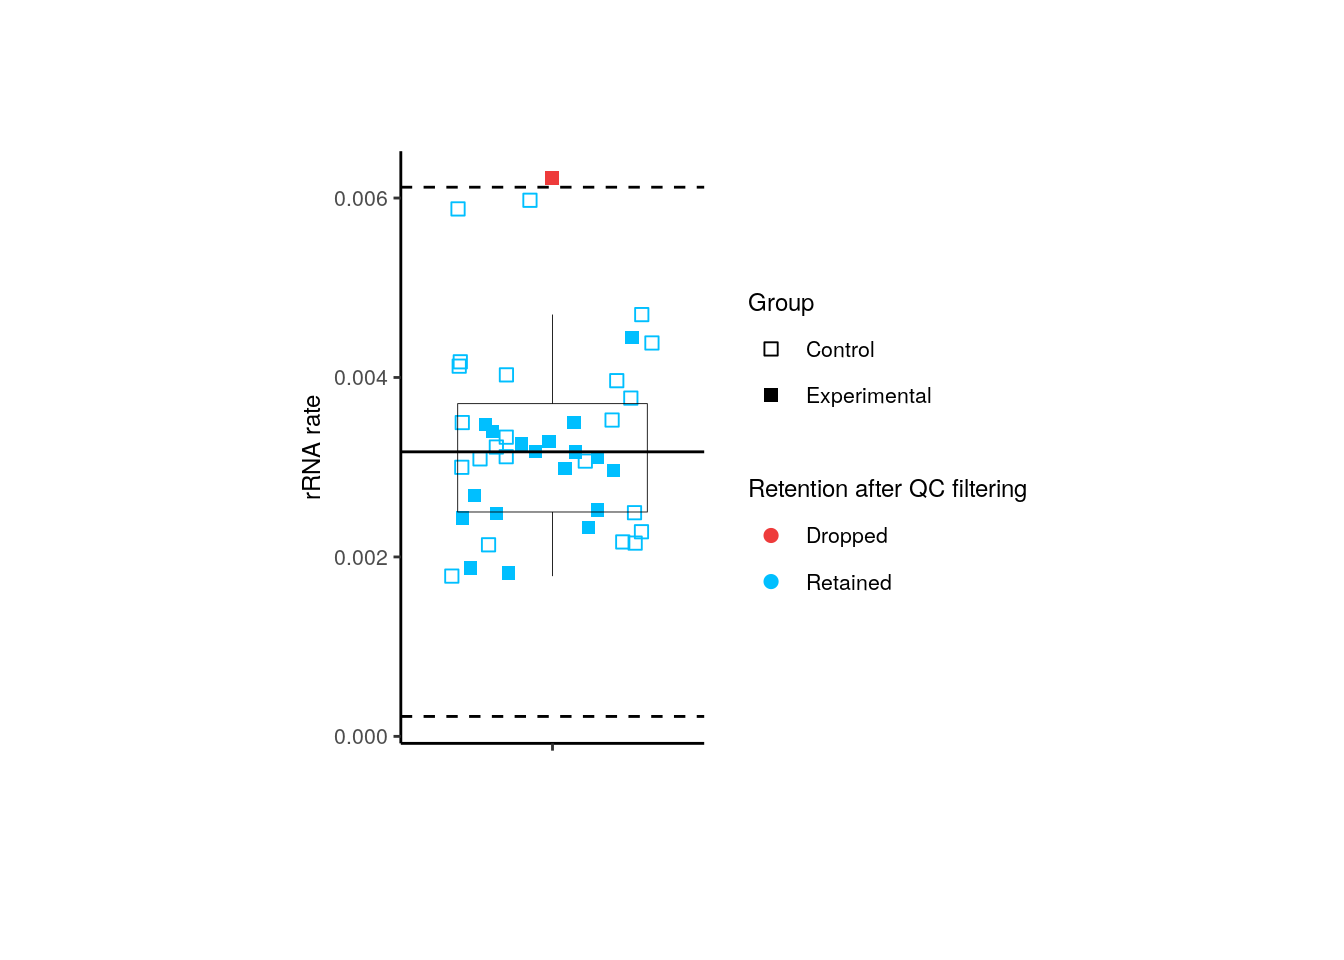 0.006
0.004
0.002
0.000
rRNA rate
Group
Control
Experimental
Retention after QC filtering
Dropped
Retained